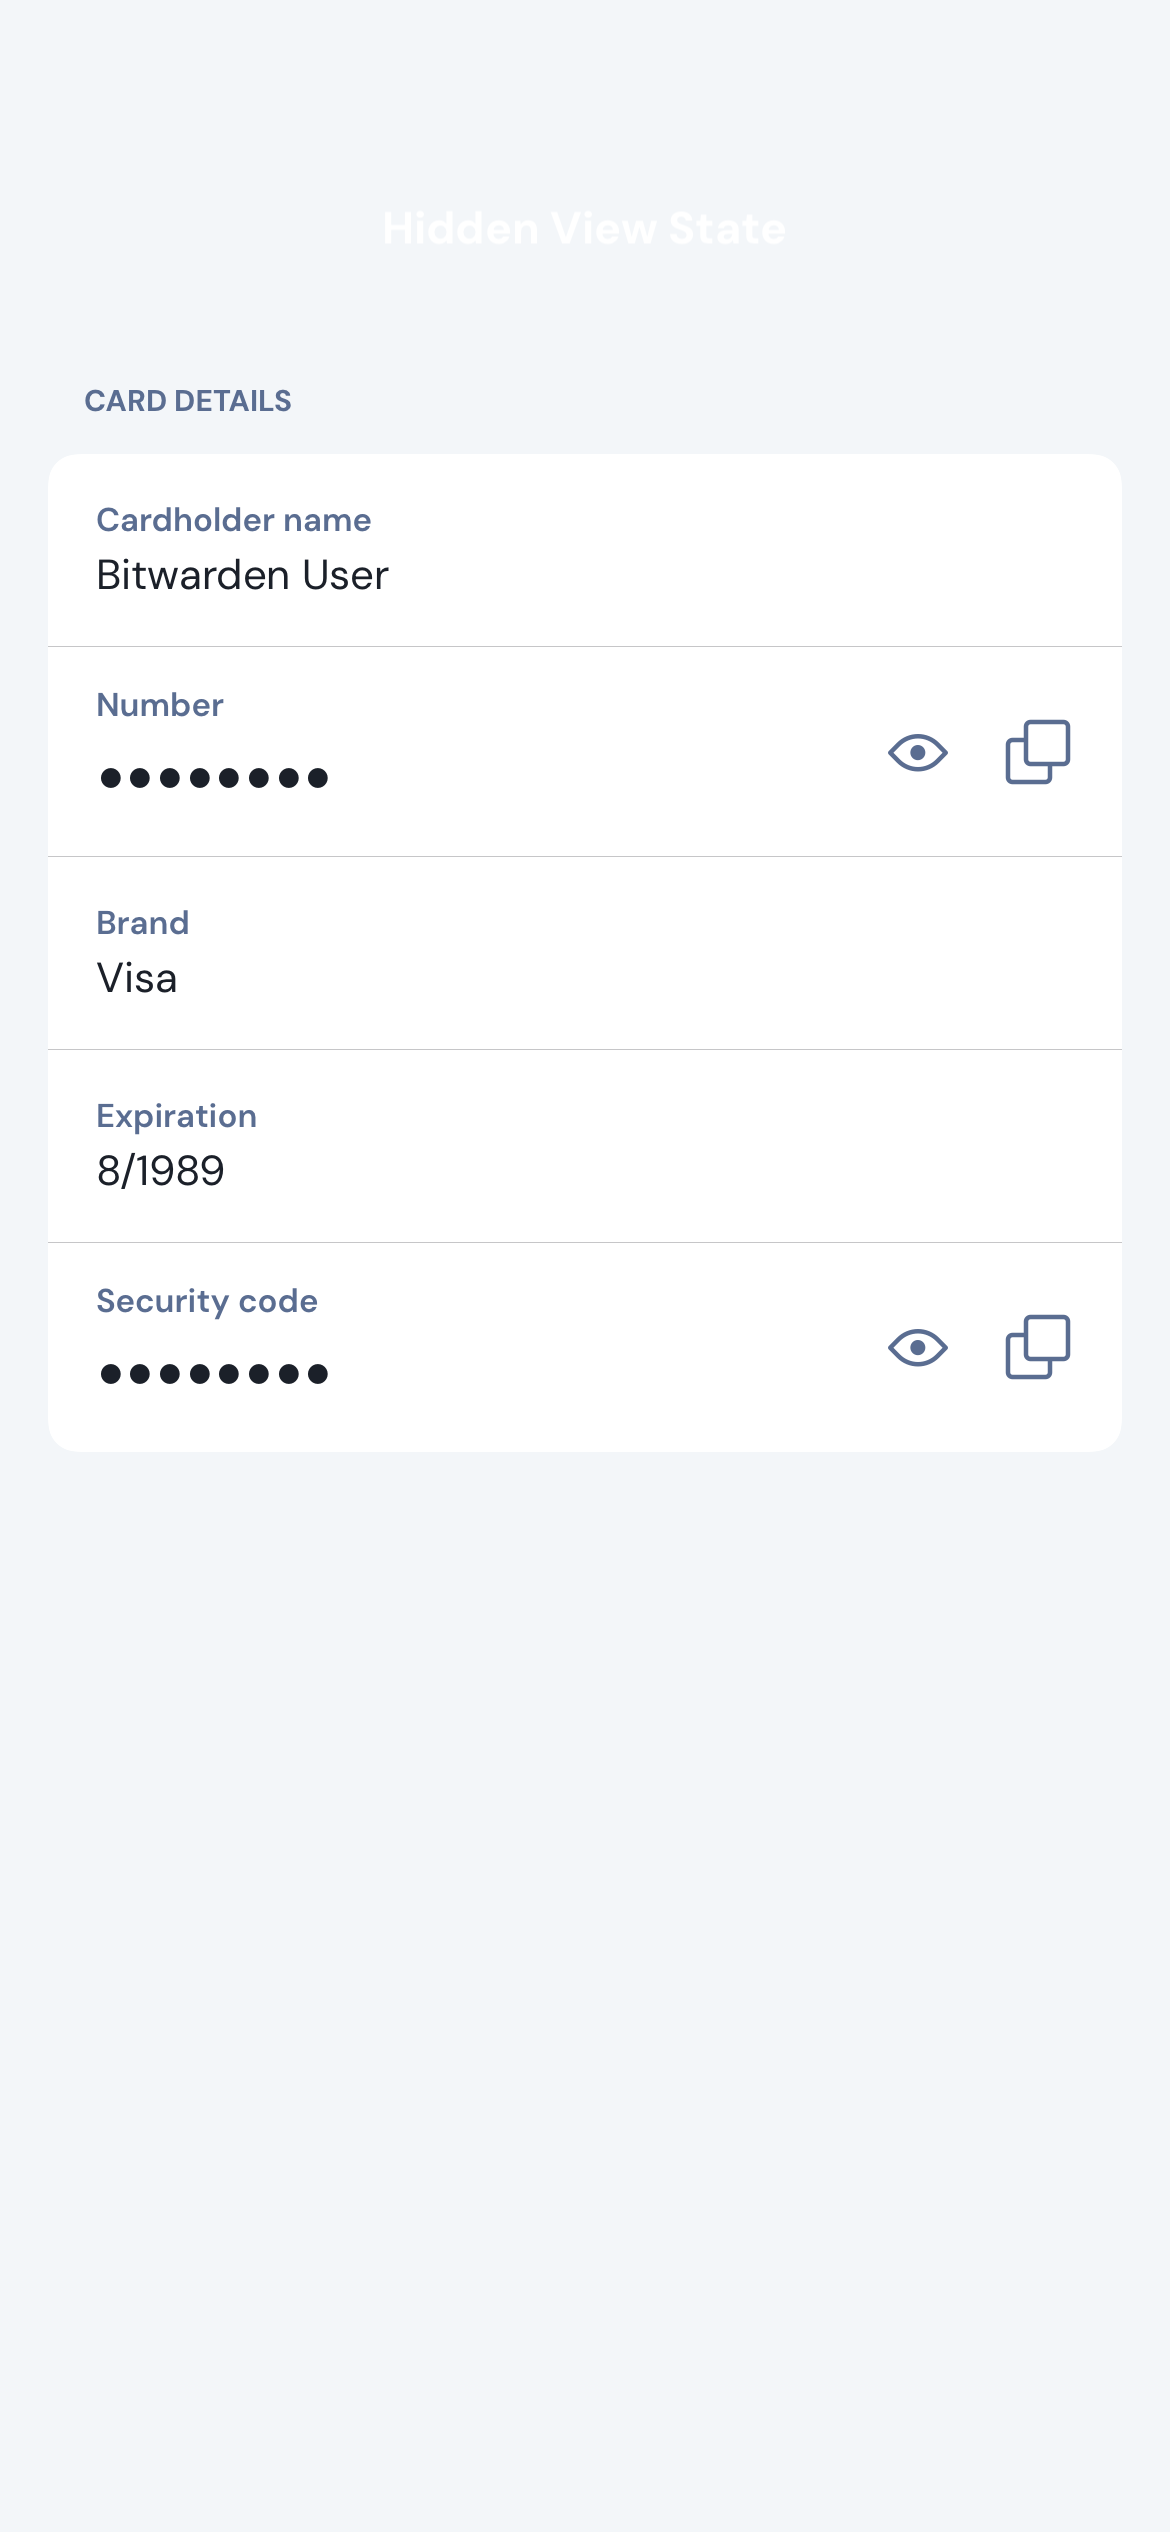 Hidden View State
CARD DETAILS
Cardholder name
Bitwarden User
Number
●●●●●●●●
Brand
Visa
Expiration
8/1989
Security code
●●●●●●●●